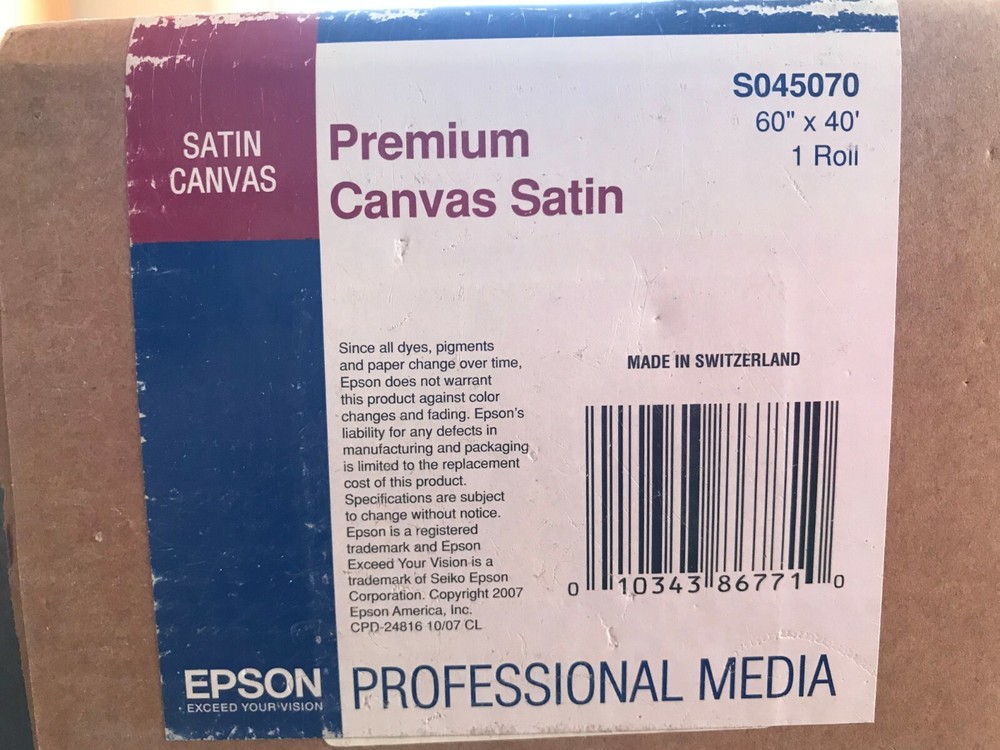 SATIN
CANVAS
Premium
Canvas Satin
S045070
60" x 40'
1 Roll
Since all dyes, pigments
and paper change over time,
Epson does not warrant
this product against color
changes and fading. Epson's
liability for any defects in
manufacturing and packaging
is limited to the replacement
cost of this product.
Specifications are subject
to change without notice.
Epson is a registered
trademark and Epson
Exceed Your Vision is a
trademark of Seiko Epson
Corporation. Copyright 2007
Epson America, Inc.
CPD-24816 10/07 CL
MADE IN SWITZERLAND
0 10343 86771 0
EPSON
EXCEED YOUR VISION
PROFESSIONAL MEDIA